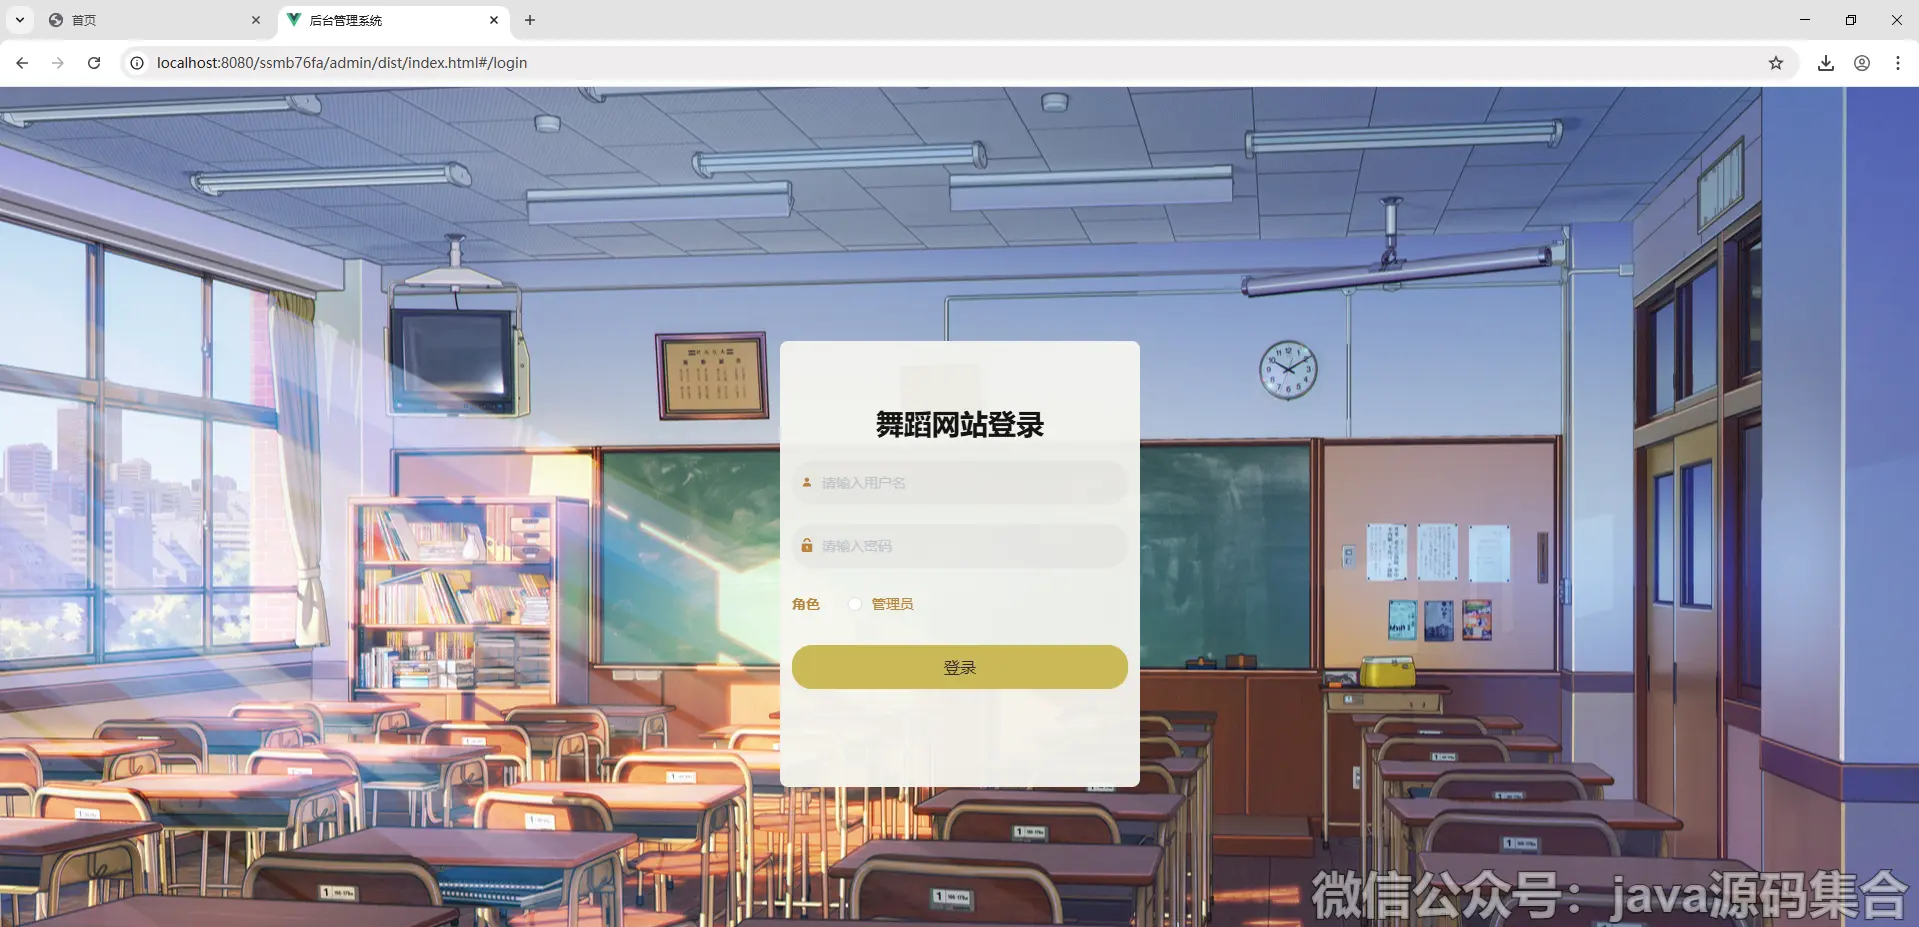 首页
后台管理系统
localhost:8080/ssmb76fa/admin/dist/index.html#/login
舞蹈网站登录
请输入用户名
请输入密码
角色 管理员
登录
微信公众号：java源码集合